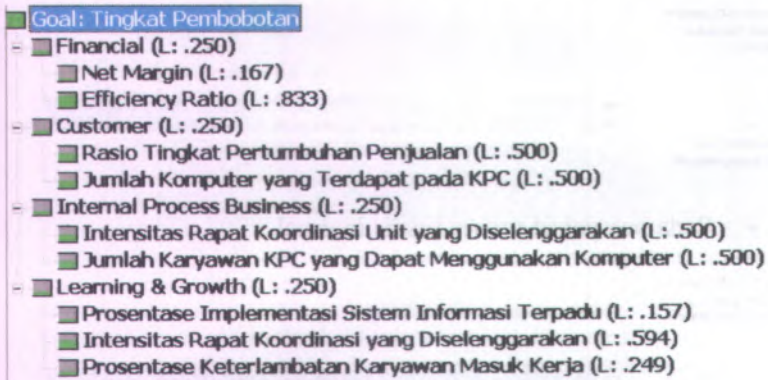 Goal: Tingkat Pembobotan
Financial (L: .250)
Net Margin (L: .167)
Efficiency Ratio (L: .833)
Customer (L: .250)
Rasio Tingkat Pertumbuhan Penjualan (L: .500)
Jumlah Komputer yang Terdapat pada KPC (L: .500)
Internal Process Business (L: .250)
Intensitas Rapat Koordinasi Unit yang Diselenggarakan (L: .500)
Jumlah Karyawan KPC yang Dapat Menggunakan Komputer (L: .500)
Learning & Growth (L: .250)
Prosentase Implementasi Sistem Informasi Terpadu (L: .157)
Intensitas Rapat Koordinasi yang Diselenggarakan (L: .594)
Prosentase Keterlambatan Karyawan Masuk Kerja (L: .249)